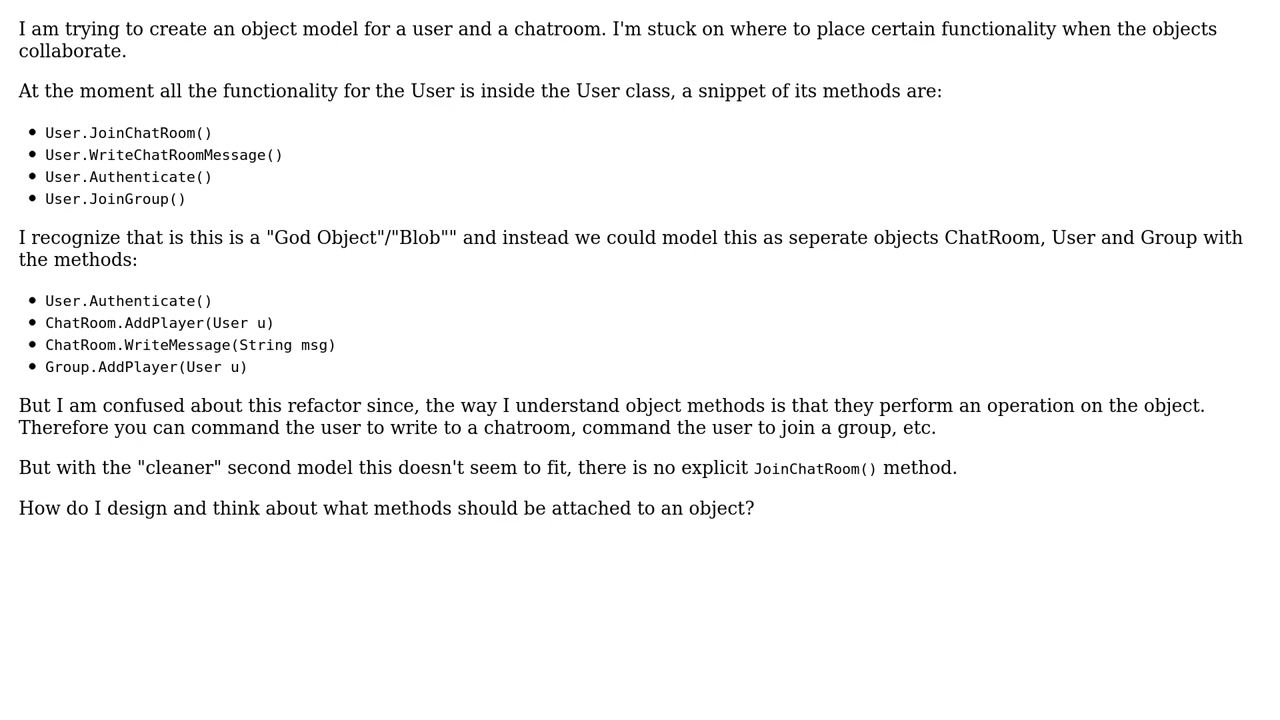 I am trying to create an object model for a user and a chatroom. I'm stuck on where to place certain functionality when the objects
collaborate.
At the moment all the functionality for the User is inside the User class, a snippet of its methods are:
• User.JoinChatRoom()
• User.WriteChatRoomMessage()
• User.Authenticate()
• User.JoinGroup()
I recognize that is this is a "God Object"/"Blob"" and instead we could model this as seperate objects ChatRoom, User and Group with
the methods:
• User.Authenticate()
• ChatRoom.AddPlayer(User u)
• ChatRoom.WriteMessage(String msg)
• Group.AddPlayer(User u)
But I am confused about this refactor since, the way I understand object methods is that they perform an operation on the object.
Therefore you can command the user to write to a chatroom, command the user to join a group, etc.
But with the "cleaner" second model this doesn't seem to fit, there is no explicit JoinChatRoom() method.
How do I design and think about what methods should be attached to an object?